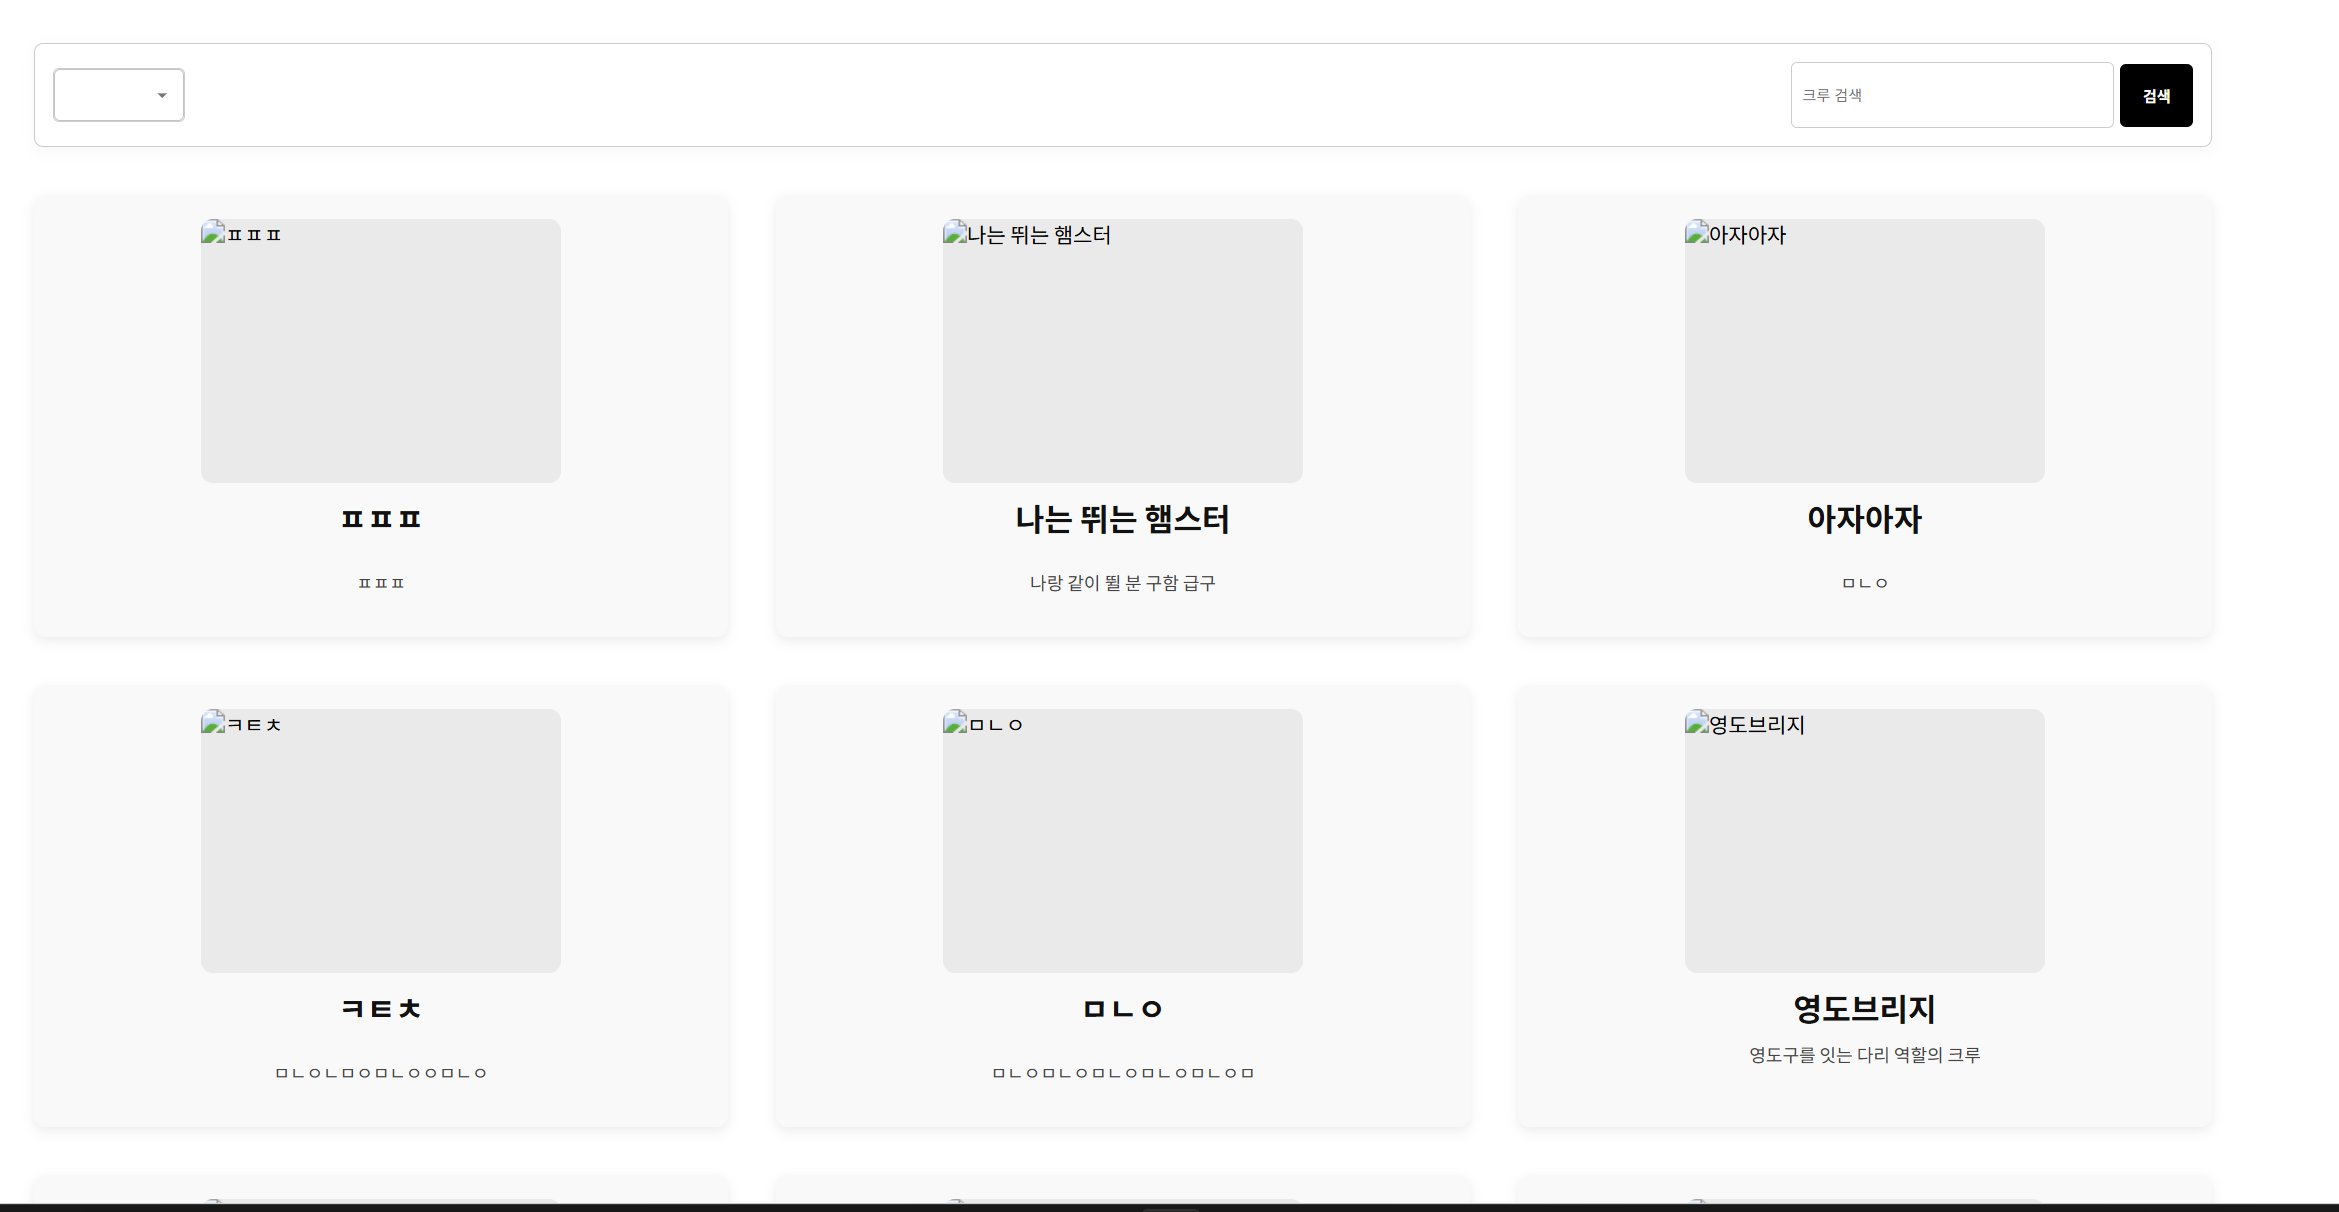 크루 검색
검색
ㅍㅍㅍ
나는 뛰는 햄스터
아자아자
ㅍㅍㅍ
나는 뛰는 햄스터
아자아자
ㅍㅍㅍ
나랑 같이 뛸 분 구함 급구
ㅁㄴㅇ
ㅋㅌㅊ
ㅁㄴㅇ
영도브리지
ㅋㅌㅊ
ㅁㄴㅇ
영도브리지
ㅁㄴㅇㄴㅁㅇㅁㄴㅇㅇㅁㄴㅇ
ㅁㄴㅇㅁㄴㅇㅁㄴㅇㅁㄴㅇㅁㄴㅇㅁ
영도구를 잇는 다리 역할의 크루